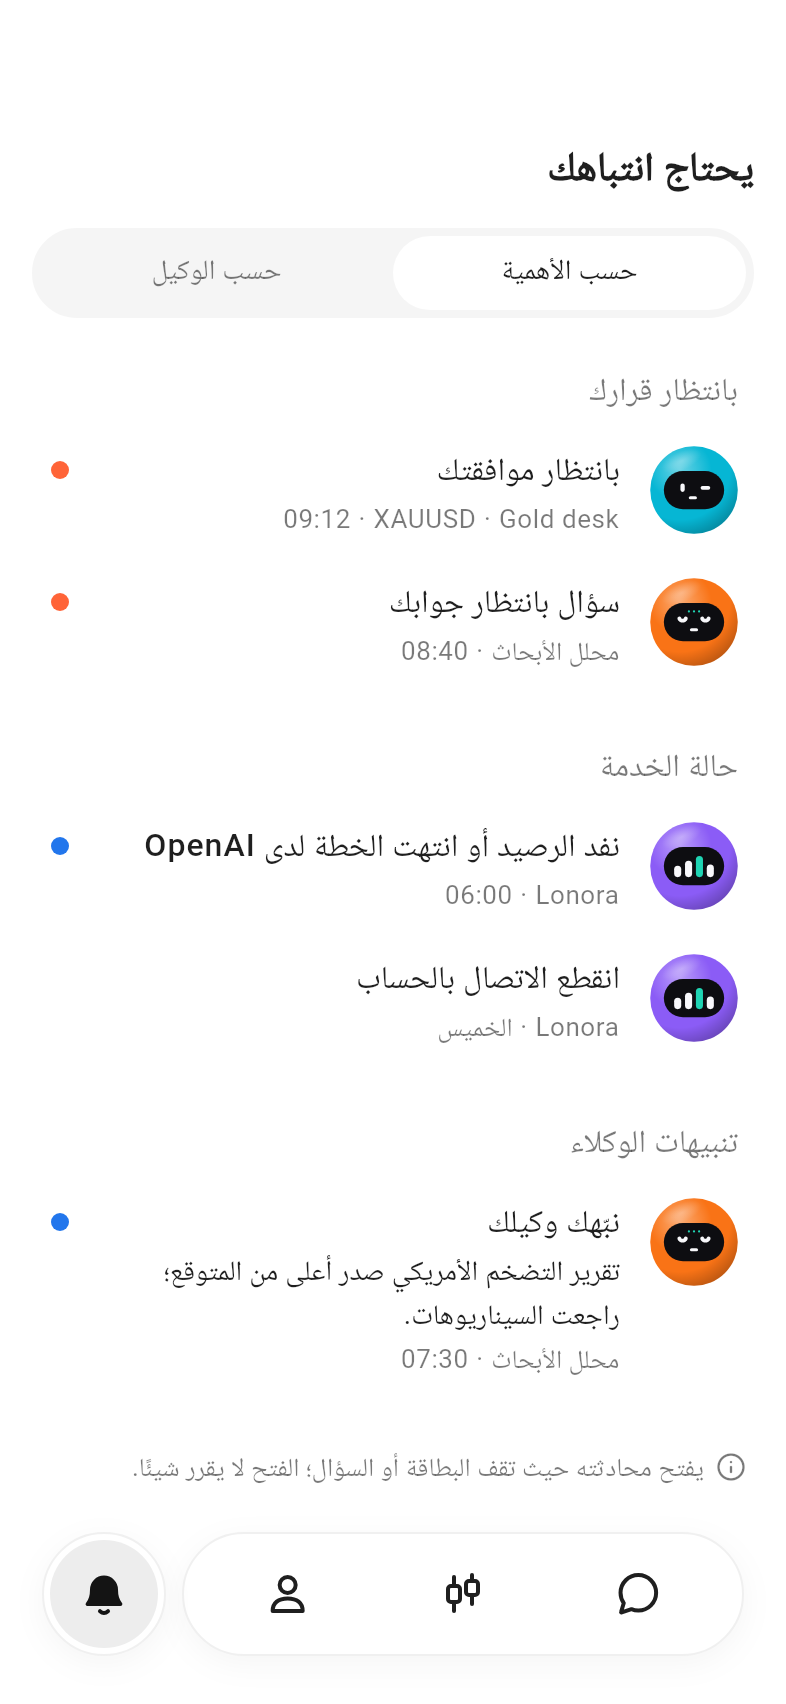 يحتاج انتباهك
حسب الأهمية
حسب الوكيل
بانتظار قرارك
بانتظار موافقتك
Gold desk · XAUUSD · 09:12
سؤال بانتظار جوابك
محلل الأبحاث · 08:40
حالة الخدمة
نفد الرصيد أو انتهت الخطة لدى OpenAI
Lonora · 06:00
انقطع الاتصال بالحساب
Lonora · الخميس
تنبيهات الوكلاء
نبّهك وكيلك
تقرير التضخم الأمريكي صدر أعلى من المتوقع؛
راجعت السيناريوهات.
محلل الأبحاث · 07:30
يفتح محادثته حيث تقف البطاقة أو السؤال؛ الفتح لا يقرر شيئًا.